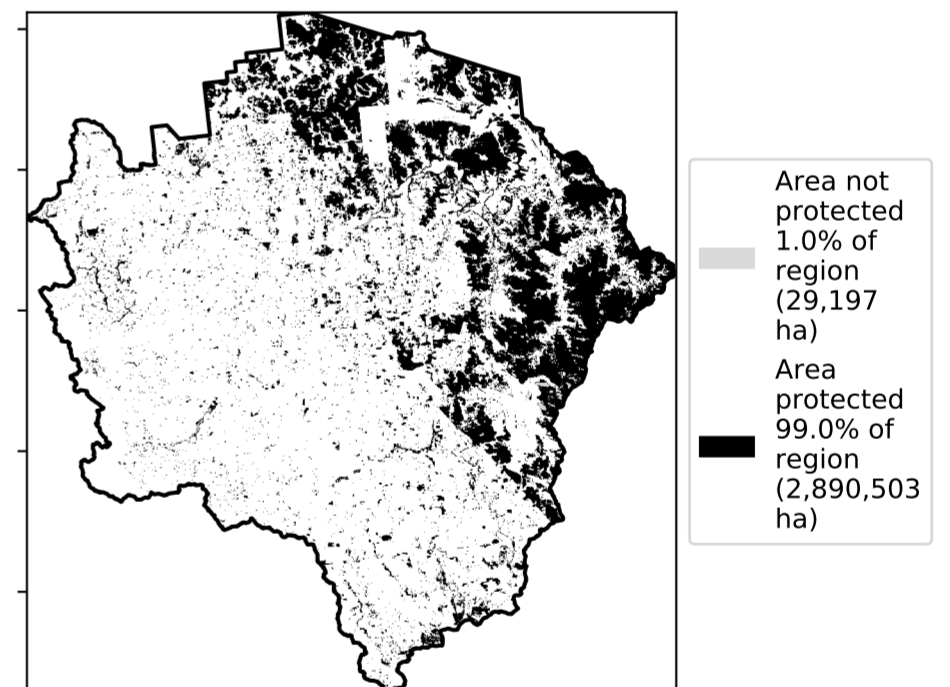 Area not
protected
1.0% of
region
(29,197
ha)
Area
protected
99.0% of
region
(2,890,503
ha)